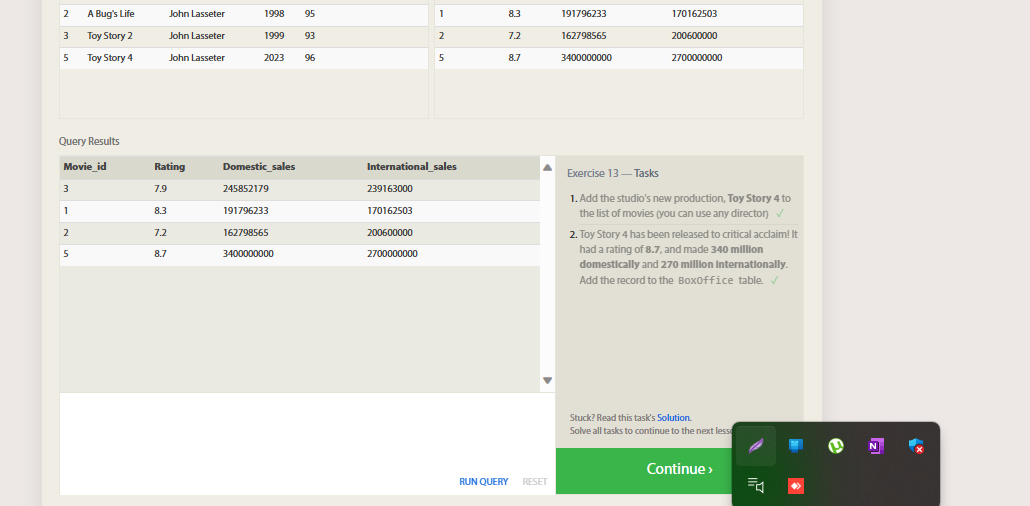 2 A Bug's Life John Lasseter 1998 95
3 Toy Story 2 John Lasseter 1999 93
5 Toy Story 4 John Lasseter 2023 96
1 8.3 191796233 170162503
2 7.2 162798565 200600000
5 8.7 3400000000 2700000000
Query Results
Movie_id Rating Domestic_sales International_sales
3 7.9 245852179 239163000
1 8.3 191796233 170162503
2 7.2 162798565 200600000
5 8.7 3400000000 2700000000
Exercise 13 — Tasks
1. Add the studio's new production, Toy Story 4 to
the list of movies (you can use any director) ✓
2. Toy Story 4 has been released to critical acclaim! It
had a rating of 8.7, and made 340 million
domestically and 270 million internationally.
Add the record to the BoxOffice table. ✓
Stuck? Read this task's Solution.
Solve all tasks to continue to the next
RUN QUERY RESET
Continue ›
N